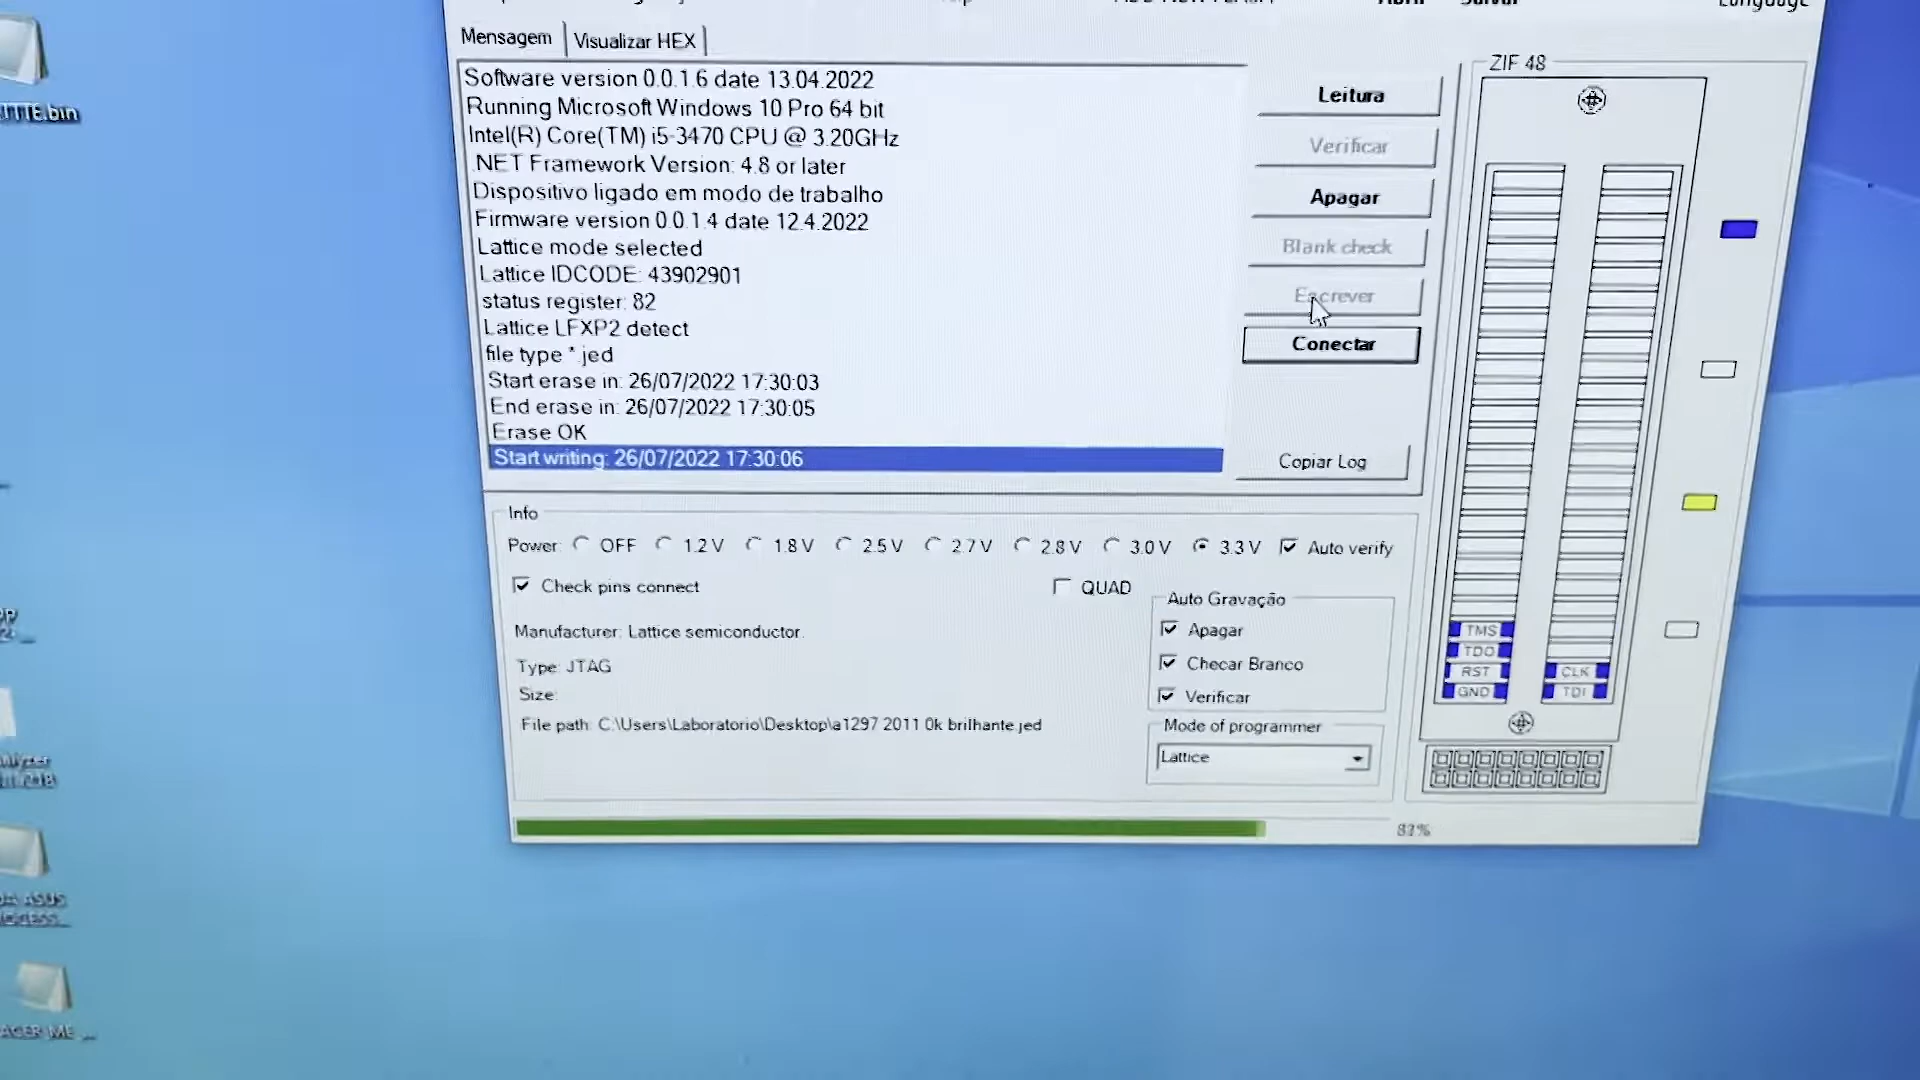 Language
Mensagem
Visualizar HEX
Software version 0.0.1.6 date 13.04.2022
Running Microsoft Windows 10 Pro 64 bit
Intel(R) Core(TM) i5-3470 CPU @ 3.20GHz
.NET Framework Version: 4.8 or later
Dispositivo ligado em modo de trabalho
Firmware version 0.0.1.4 date 12.4.2022
Lattice mode selected
Lattice IDCODE: 43902901
status register: 82
Lattice LFXP2 detect
file type *.jed
Start erase in: 26/07/2022 17:30:03
End erase in: 26/07/2022 17:30:05
Erase OK
Start writing: 26/07/2022 17:30:06
Leitura
Verificar
Apagar
Blank check
Escrever
Conectar
Copiar Log
ZIF 48
TMS
TDO
RST CLK
GND TDI
Info
Power: OFF 1.2 V 1.8 V 2.5 V 2.7 V 2.8 V 3.0 V 3.3 V Auto verify
Check pins connect QUAD
Manufacturer: Lattice semiconductor.
Type: JTAG
Size:
File path: C:\Users\Laboratorio\Desktop\a1297 2011 0k brilhante.jed
Auto Gravação
Apagar
Checar Branco
Verificar
Mode of programmer
Lattice
ASUS